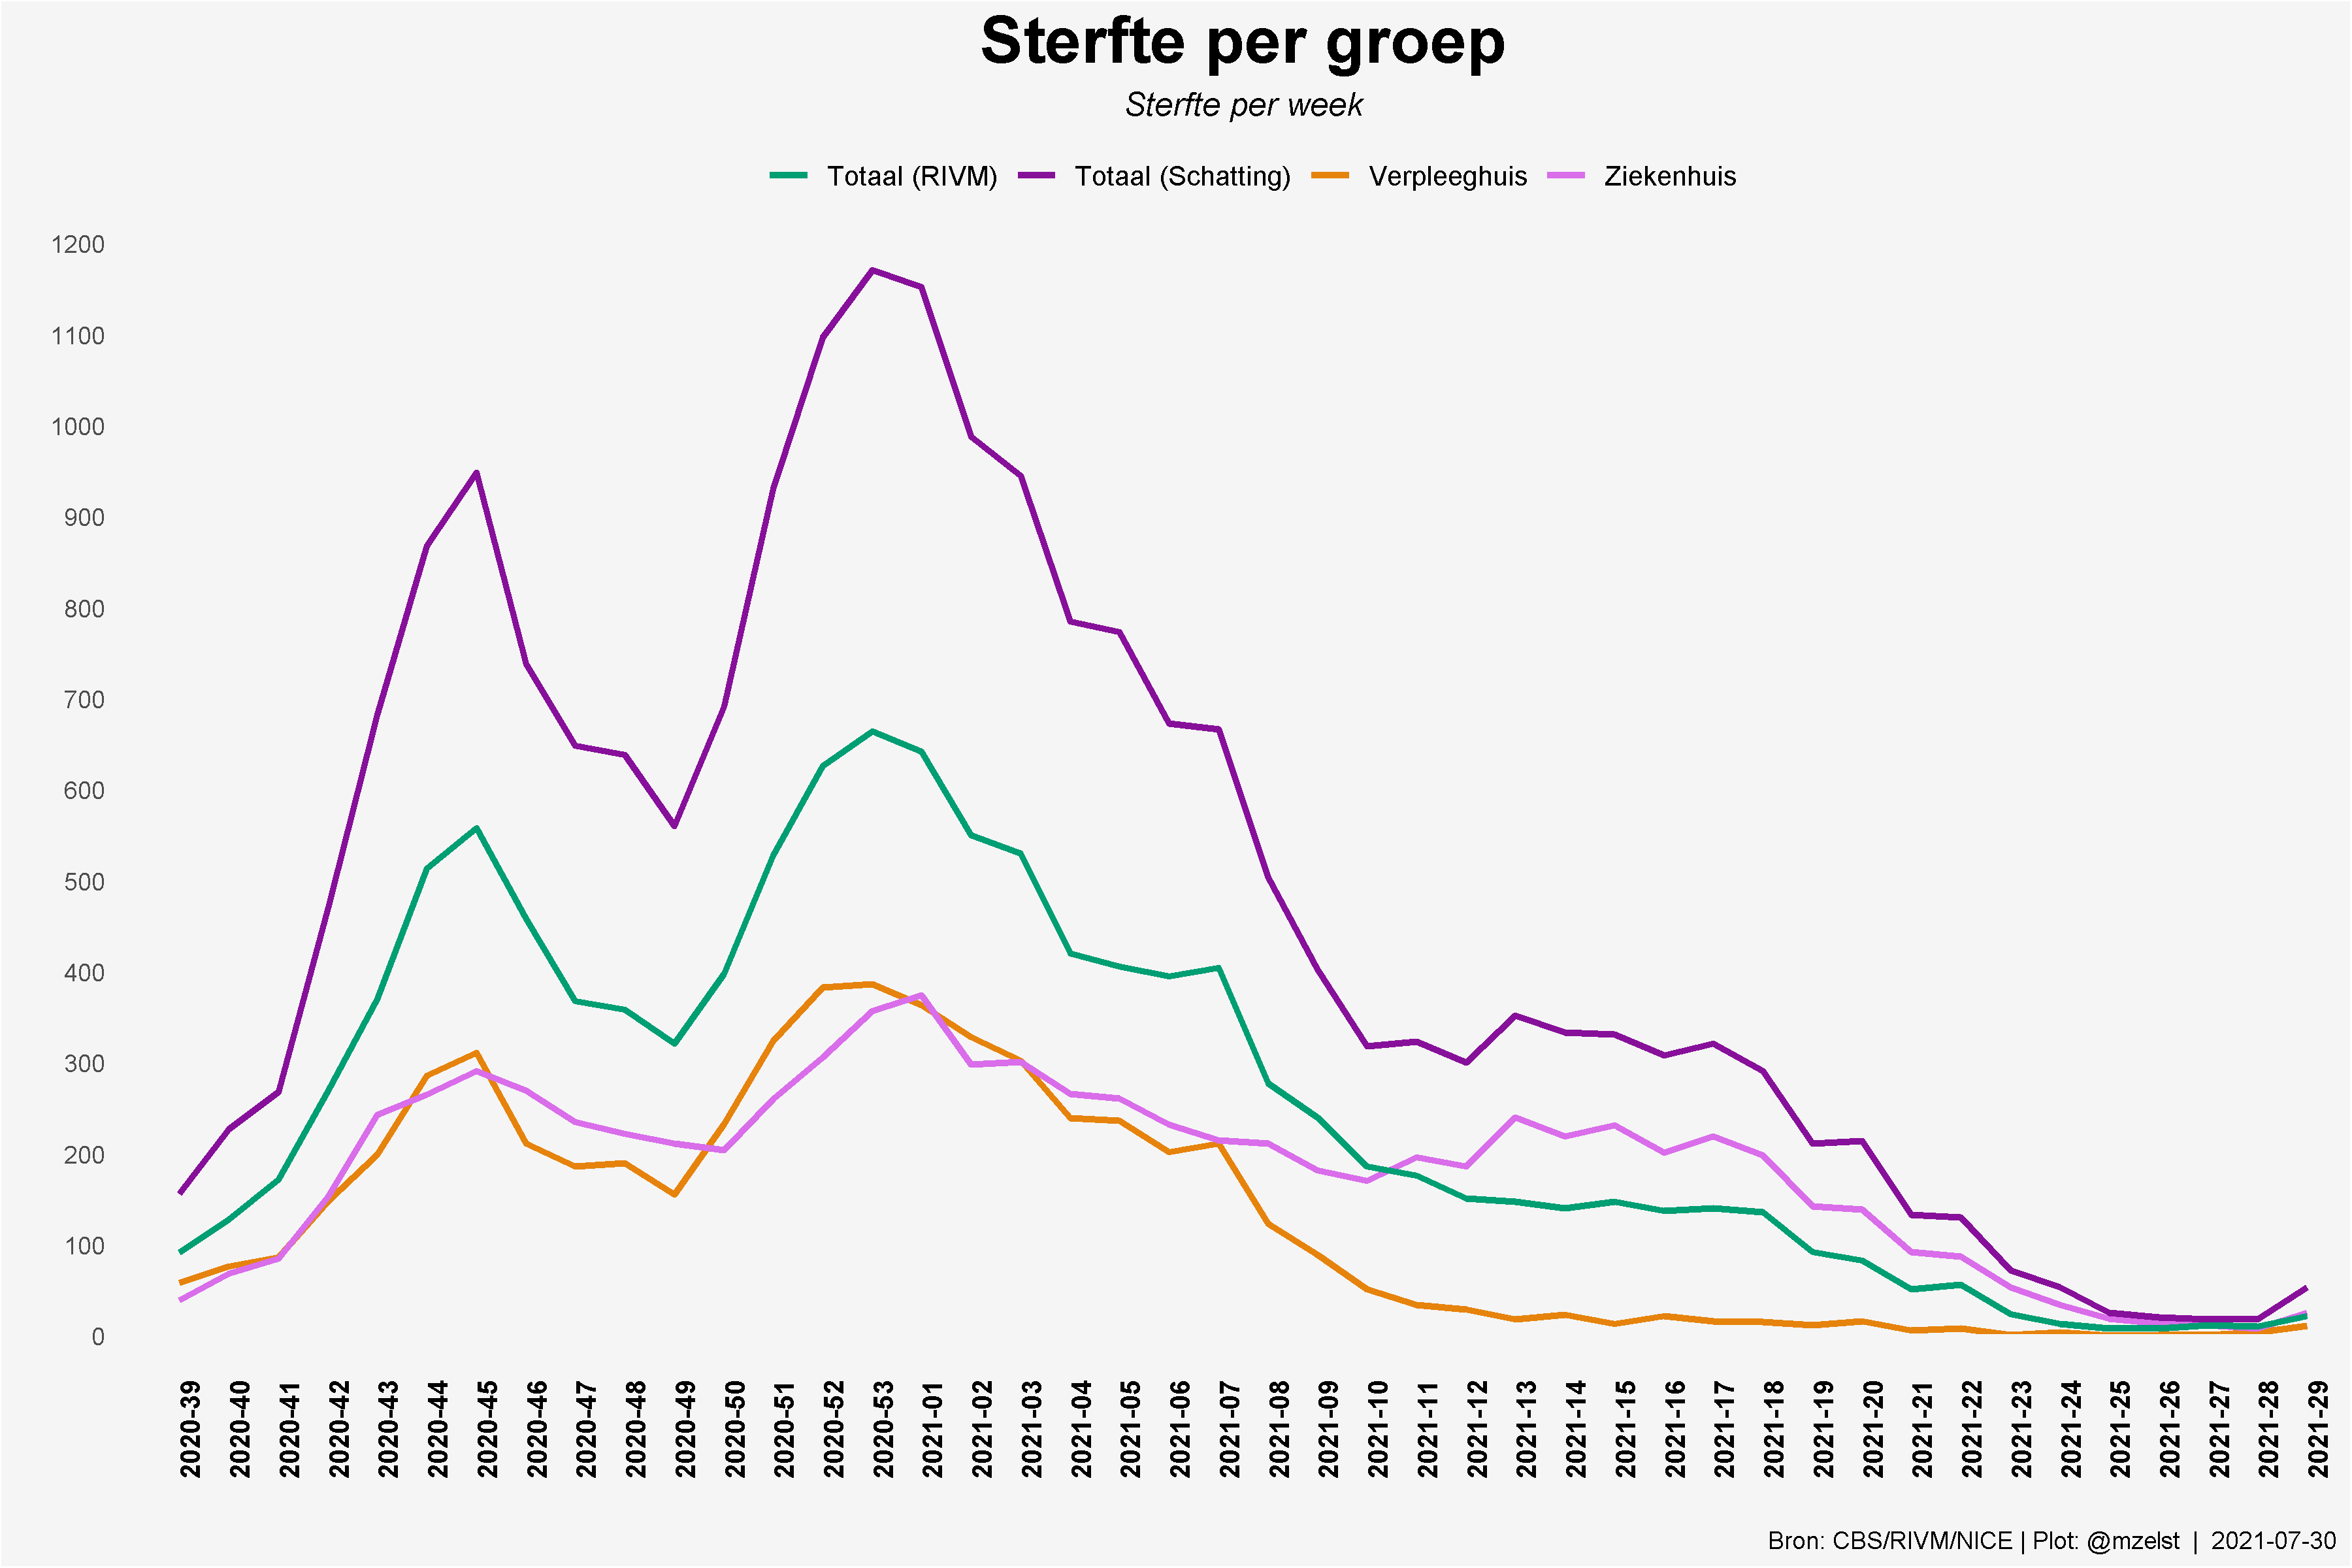 Sterfte per groep
Sterfte per week
Totaal (RIVM) Totaal (Schatting) Verpleeghuis Ziekenhuis
1200
1100
1000
900
800
700
600
500
400
300
200
100
0
2020-39 2020-40 2020-41 2020-42 2020-43 2020-44 2020-45 2020-46 2020-47 2020-48 2020-49 2020-50 2020-51 2020-52 2020-53 2021-01 2021-02 2021-03 2021-04 2021-05 2021-06 2021-07 2021-08 2021-09 2021-10 2021-11 2021-12 2021-13 2021-14 2021-15 2021-16 2021-17 2021-18 2021-19 2021-20 2021-21 2021-22 2021-23 2021-24 2021-25 2021-26 2021-27 2021-28 2021-29
Bron: CBS/RIVM/NICE | Plot: @mzelst | 2021-07-30